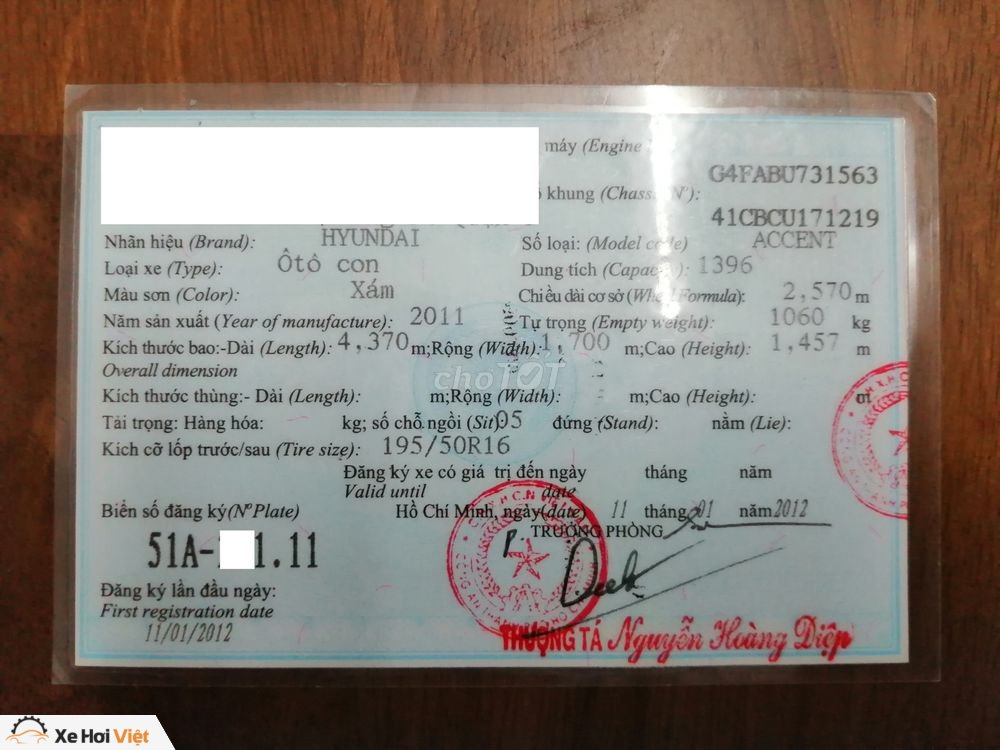 máy (Engine
G4FABU731563
khung (Chass N°):
41CBCU171219
Nhãn hiệu (Brand): HYUNDAI Số loại: (Model code) ACCENT
Loại xe (Type): Ôtô con Dung tích (Capacity): 1396
Màu sơn (Color): Xám Chiều dài cơ sở (Wheel Formula): 2,570 m
Năm sản xuất (Year of manufacture): 2011 Tự trọng (Empty weight): 1060 kg
Kích thước bao:-Dài (Length): 4,370 m;Rộng (Width): 1,700 m;Cao (Height): 1,457 m
Overall dimension
choTỐT
Kích thước thùng:- Dài (Length): m;Rộng (Width): m;Cao (Height): m
Tải trọng: Hàng hóa: kg; số chỗ ngồi (Sit): 05 đứng (Stand): nằm (Lie):
Kích cỡ lốp trước/sau (Tire size): 195/50R16
Đăng ký xe có giá trị đến ngày tháng năm
Valid until date
Biển số đăng ký(N°Plate) Hồ Chí Minh, ngày(date) 11 tháng 01 năm 2012
TRƯỞNG PHÒNG
51A- 1.11
Đăng ký lần đầu ngày:
First registration date
11/01/2012
THƯỢNG TÁ Nguyễn Hoàng Diệp
Xe Hơi Việt